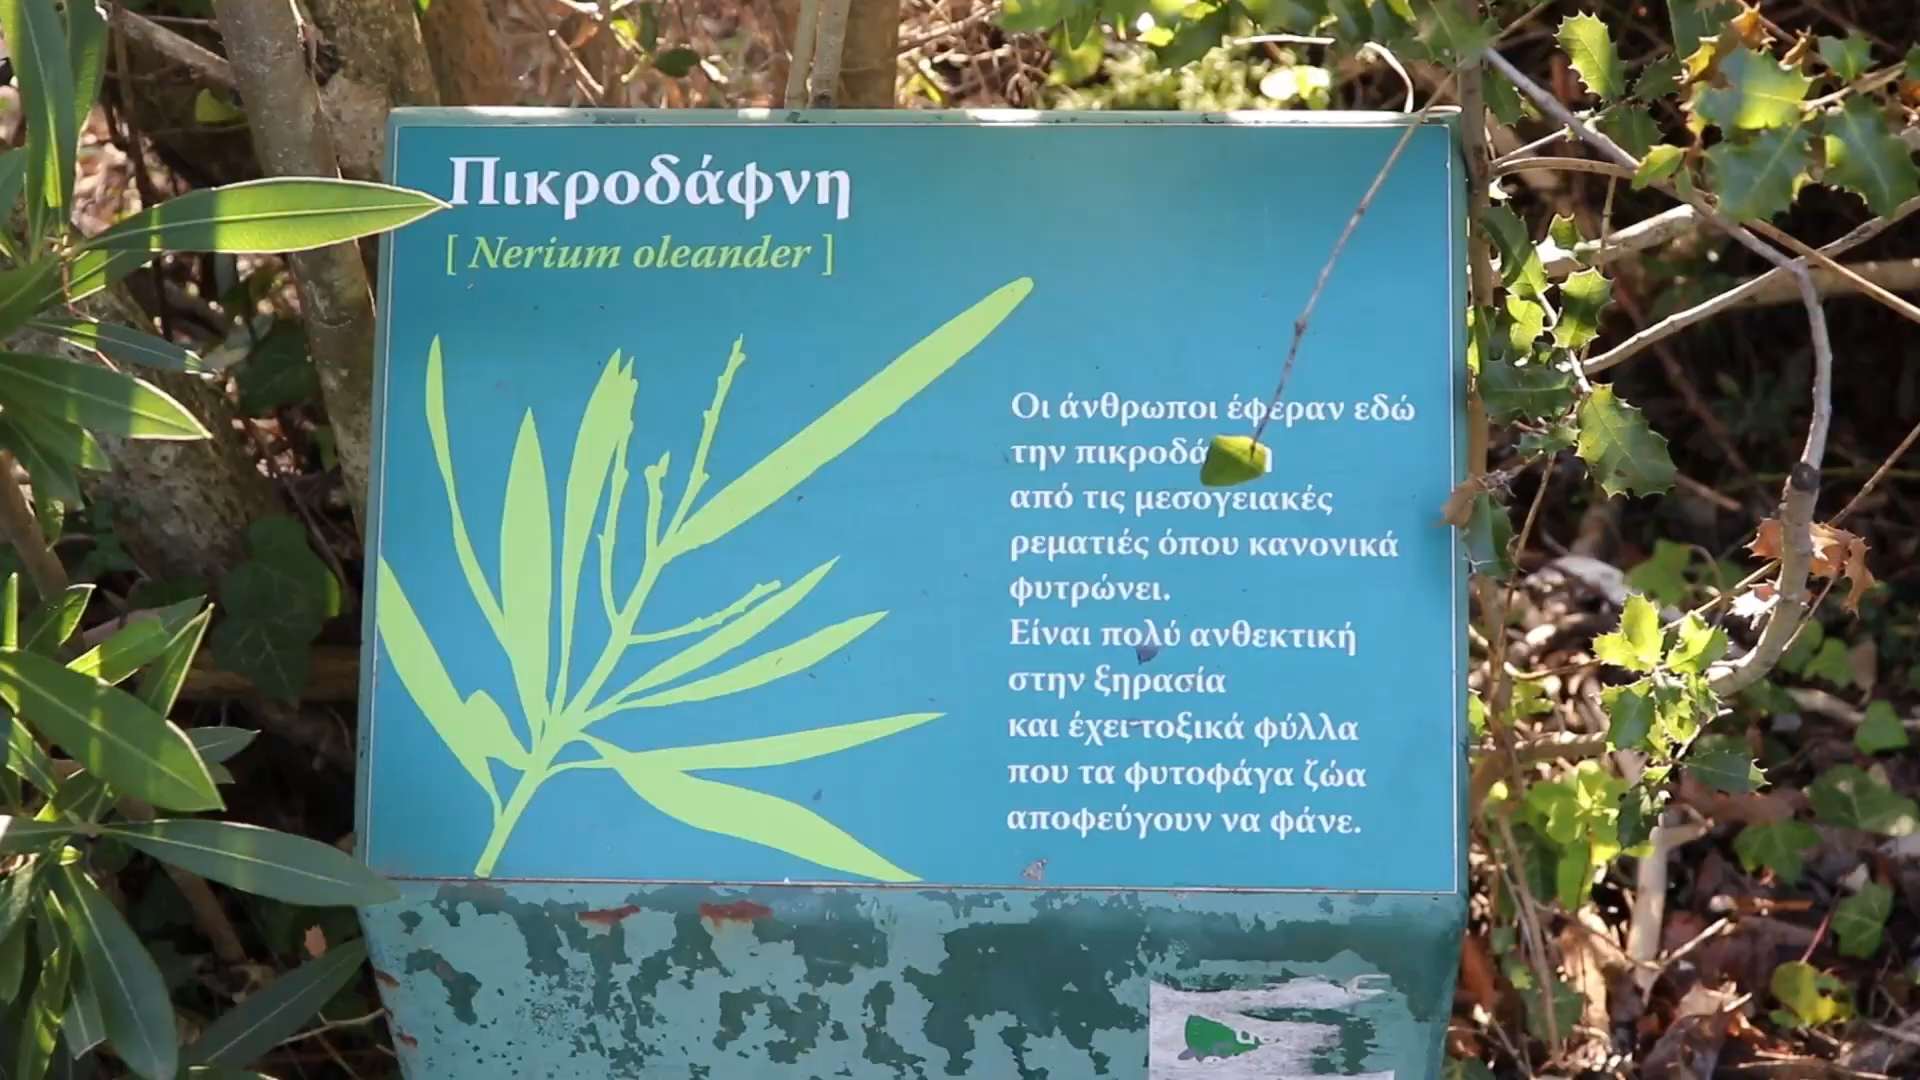 Πικροδάφνη
[ Nerium oleander ]
Οι άνθρωποι έφεραν εδώ
την
από τις μεσογειακές
ρεματιές όπου κανονικά
φυτρώνει.
Είναι πολύ ανθεκτική
στην ξηρασία
και έχει τοξικά φύλλα
που τα φυτοφάγα ζώα
αποφεύγουν να φάνε.